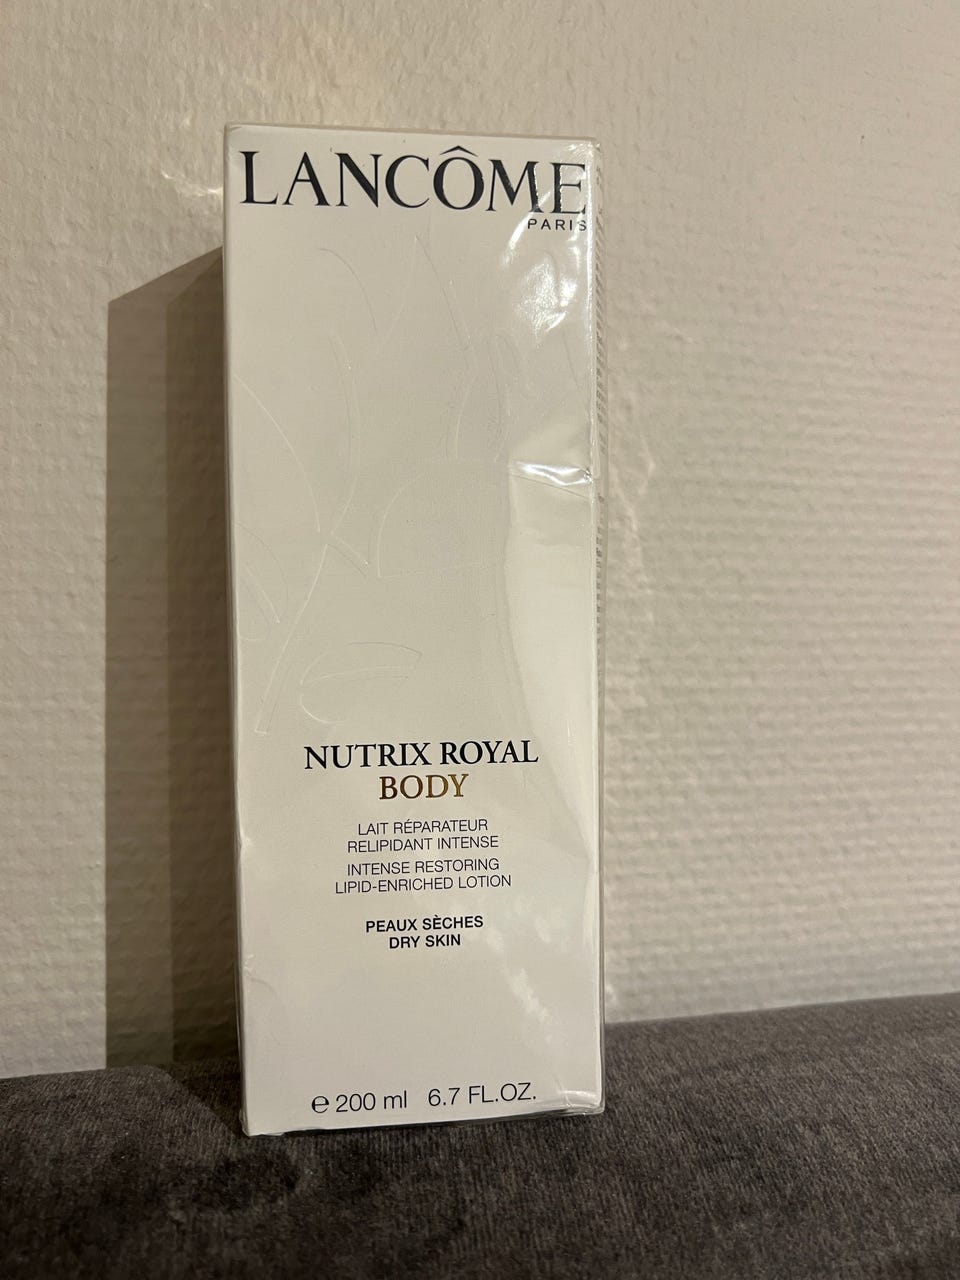 LANCÔME
PARIS
NUTRIX ROYAL
BODY
LAIT RÉPARATEUR
RELIPIDANT INTENSE
INTENSE RESTORING
LIPID-ENRICHED LOTION
PEAUX SÈCHES
DRY SKIN
℮ 200 ml 6.7 FL.OZ.